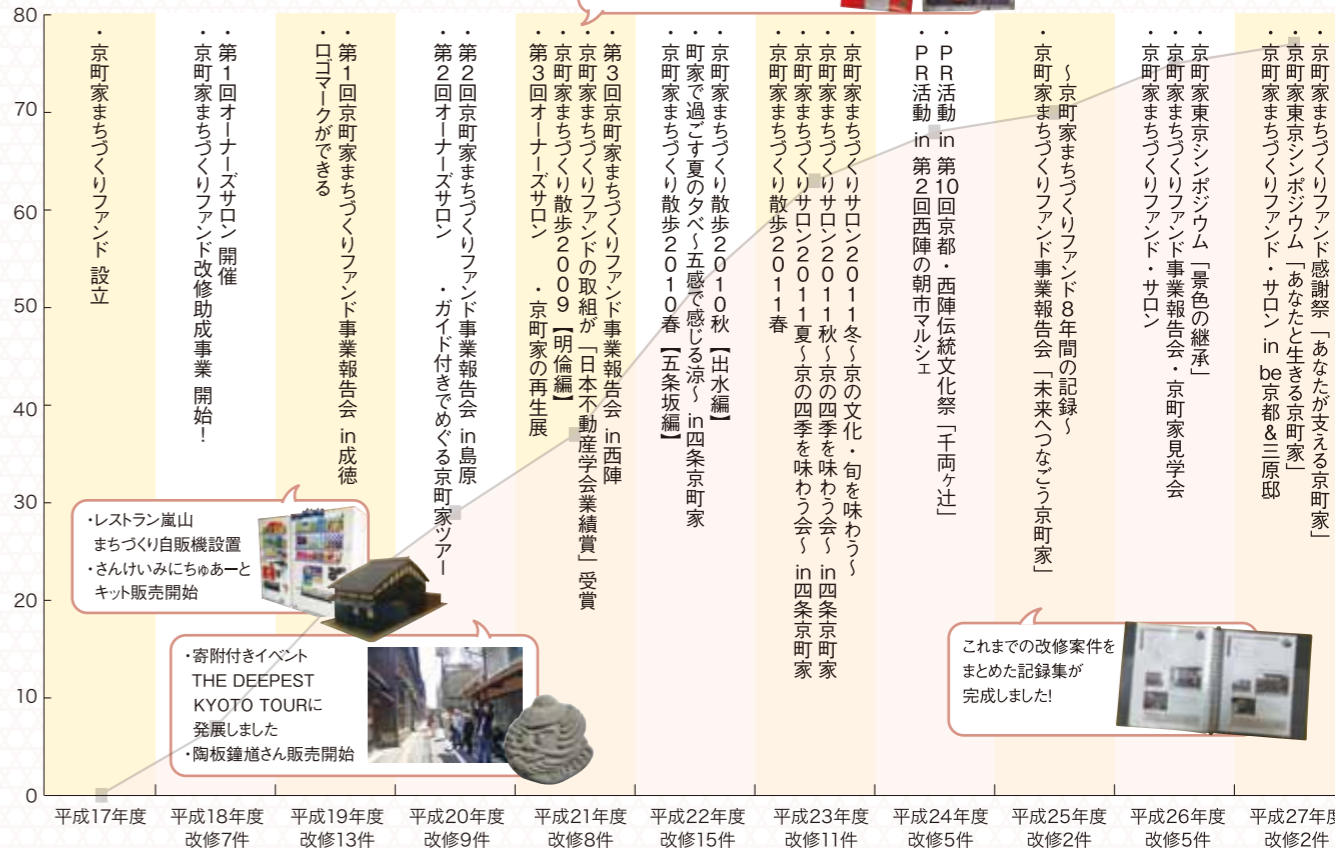 80
70
60
50
40
30
20
10
0
・京町家まちづくりファンド 設立
・第1回オーナーズサロン 開催
・京町家まちづくりファンド改修助成事業 開始！
・第1回京町家まちづくりファンド事業報告会 in成徳
・ロゴマークができる
・第2回京町家まちづくりファンド事業報告会 in島原
・第2回オーナーズサロン ・ガイド付きでめぐる京町家ツアー
・第3回京町家まちづくりファンド事業報告会 in西陣
・京町家まちづくりファンドの取組が「日本不動産学会業績賞」受賞
・京町家まちづくり散歩2009【明倫編】
・第3回オーナーズサロン ・京町家の再生展
・京町家まちづくり散歩2010秋【出水編】
・町家で過ごす夏の夕べ～五感で感じる涼～ in四条京町家
・京町家まちづくり散歩2010春【五条坂編】
・京町家まちづくりサロン2011冬～京の文化・旬を味わう～
・京町家まちづくりサロン2011秋～京の四季を味わう会～ in四条京町家
・京町家まちづくりサロン2011夏～京の四季を味わう会～ in四条京町家
・京町家まちづくり散歩2011春
・PR活動 in 第10回京都・西陣伝統文化祭「千両ヶ辻」
・PR活動 in 第2回西陣の朝市マルシェ
～京町家まちづくりファンド8年間の記録～
・京町家まちづくりファンド事業報告会「未来へつなごう京町家」
・京町家東京シンポジウム「景色の継承」
・京町家まちづくりファンド事業報告会・京町家見学会
・京町家まちづくりファンド・サロン
・京町家まちづくりファンド感謝祭「あなたが支える京町家」
・京町家東京シンポジウム「あなたと生きる京町家」
・京町家まちづくりファンド・サロン in be京都＆三原邸
・レストラン嵐山
まちづくり自販機設置
・さんけいみにちゅあーと
キット販売開始
・寄附付きイベント
THE DEEPEST
KYOTO TOURに
発展しました
・陶板鐘馗さん販売開始
これまでの改修案件を
まとめた記録集が
完成しました!
平成17年度
平成18年度
改修7件
平成19年度
改修13件
平成20年度
改修9件
平成21年度
改修8件
平成22年度
改修15件
平成23年度
改修11件
平成24年度
改修5件
平成25年度
改修2件
平成26年度
改修5件
平成27年度
改修2件